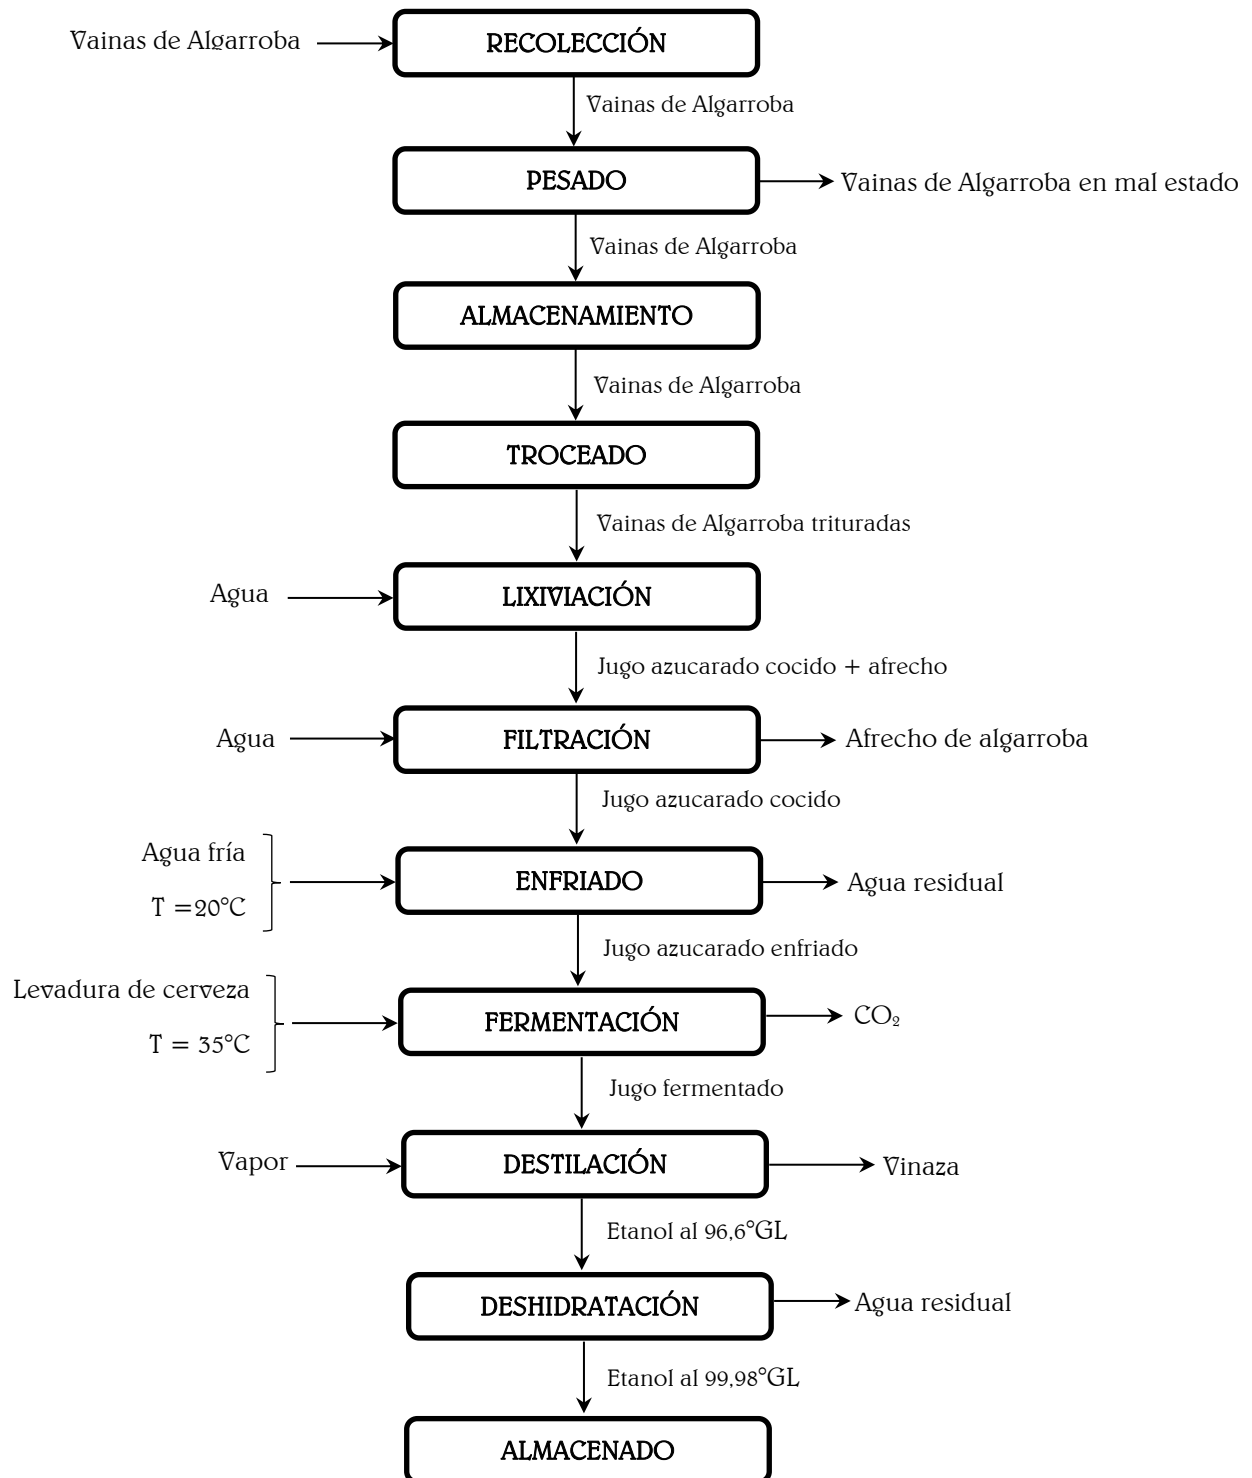 Vainas de Algarroba
RECOLECCIÓN
Vainas de Algarroba
PESADO
Vainas de Algarroba en mal estado
Vainas de Algarroba
ALMACENAMIENTO
Vainas de Algarroba
TROCEADO
Vainas de Algarroba trituradas
Agua
LIXIVIACIÓN
Jugo azucarado cocido + afrecho
Agua
FILTRACIÓN
Afrecho de algarroba
Jugo azucarado cocido
Agua fría
T =20°C
ENFRIADO
Agua residual
Jugo azucarado enfriado
Levadura de cerveza
T = 35°C
FERMENTACIÓN
CO₂
Jugo fermentado
Vapor
DESTILACIÓN
Vinaza
Etanol al 96,6°GL
DESHIDRATACIÓN
Agua residual
Etanol al 99,98°GL
ALMACENADO